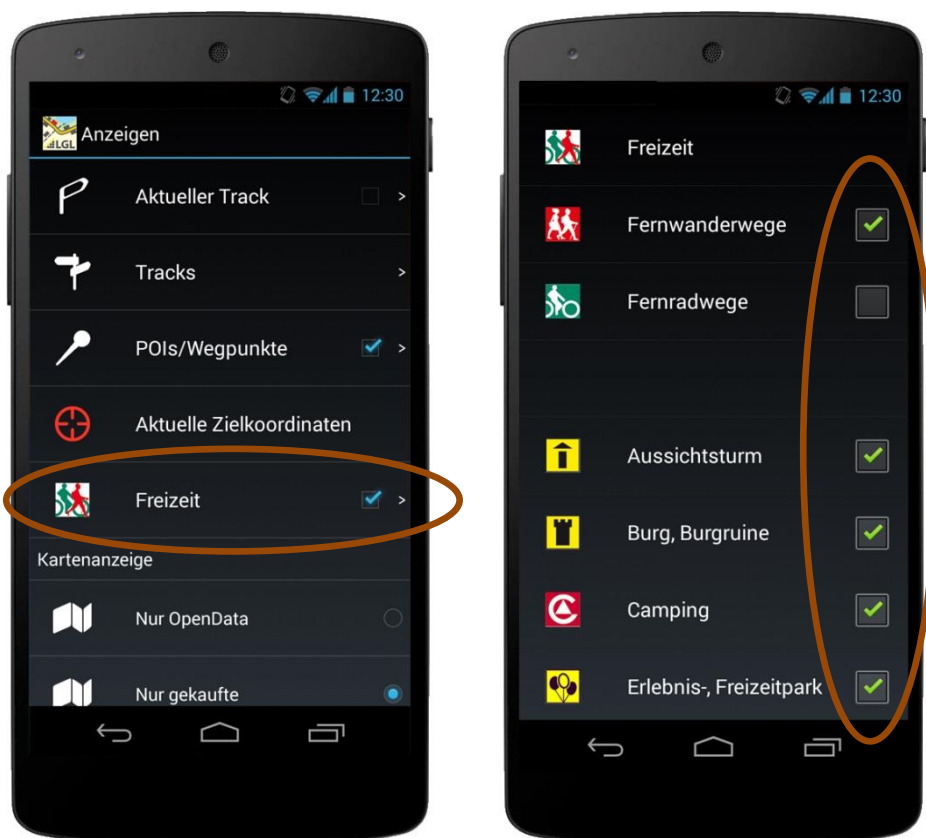 12:30
LGL
Anzeigen
Aktueller Track
Tracks
POIs/Wegpunkte
Aktuelle Zielkoordinaten
Freizeit
Kartenanzeige
Nur OpenData
Nur gekaufte
12:30
Freizeit
Fernwanderwege
Fernradwege
Aussichtsturm
Burg, Burgruine
Camping
Erlebnis-, Freizeitpark